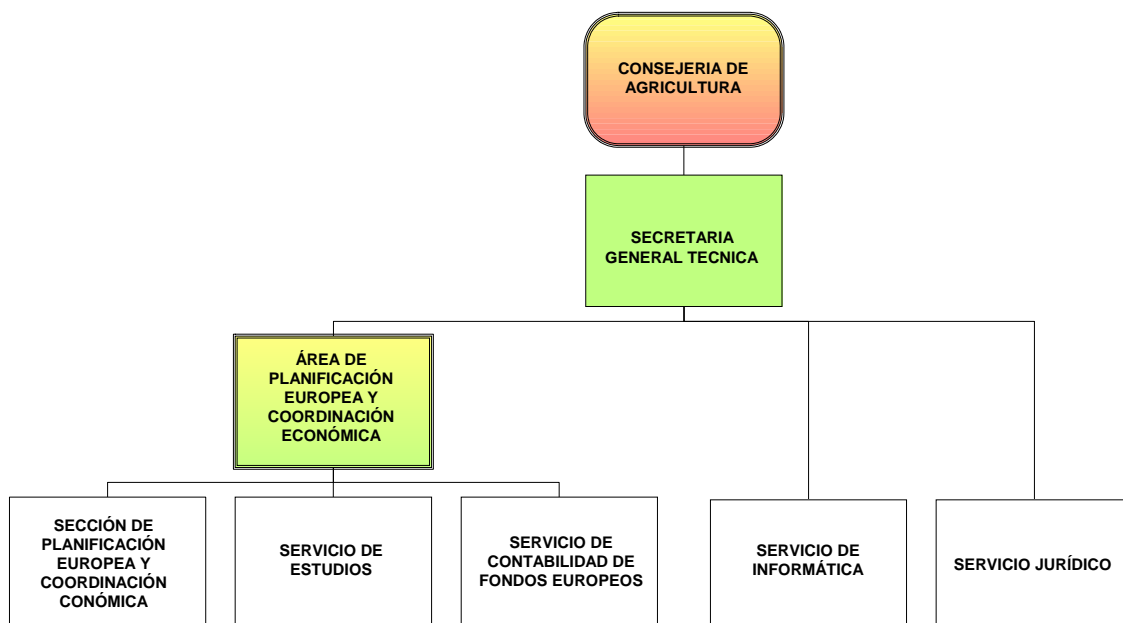 CONSEJERIA DE
AGRICULTURA
SECRETARIA
GENERAL TECNICA
ÁREA DE
PLANIFICACIÓN
EUROPEA Y
COORDINACIÓN
ECONÓMICA
SECCIÓN DE
PLANIFICACIÓN
EUROPEA Y
COORDINACIÓN
CONÓMICA
SERVICIO DE
ESTUDIOS
SERVICIO DE
CONTABILIDAD DE
FONDOS EUROPEOS
SERVICIO DE
INFORMÁTICA
SERVICIO JURÍDICO